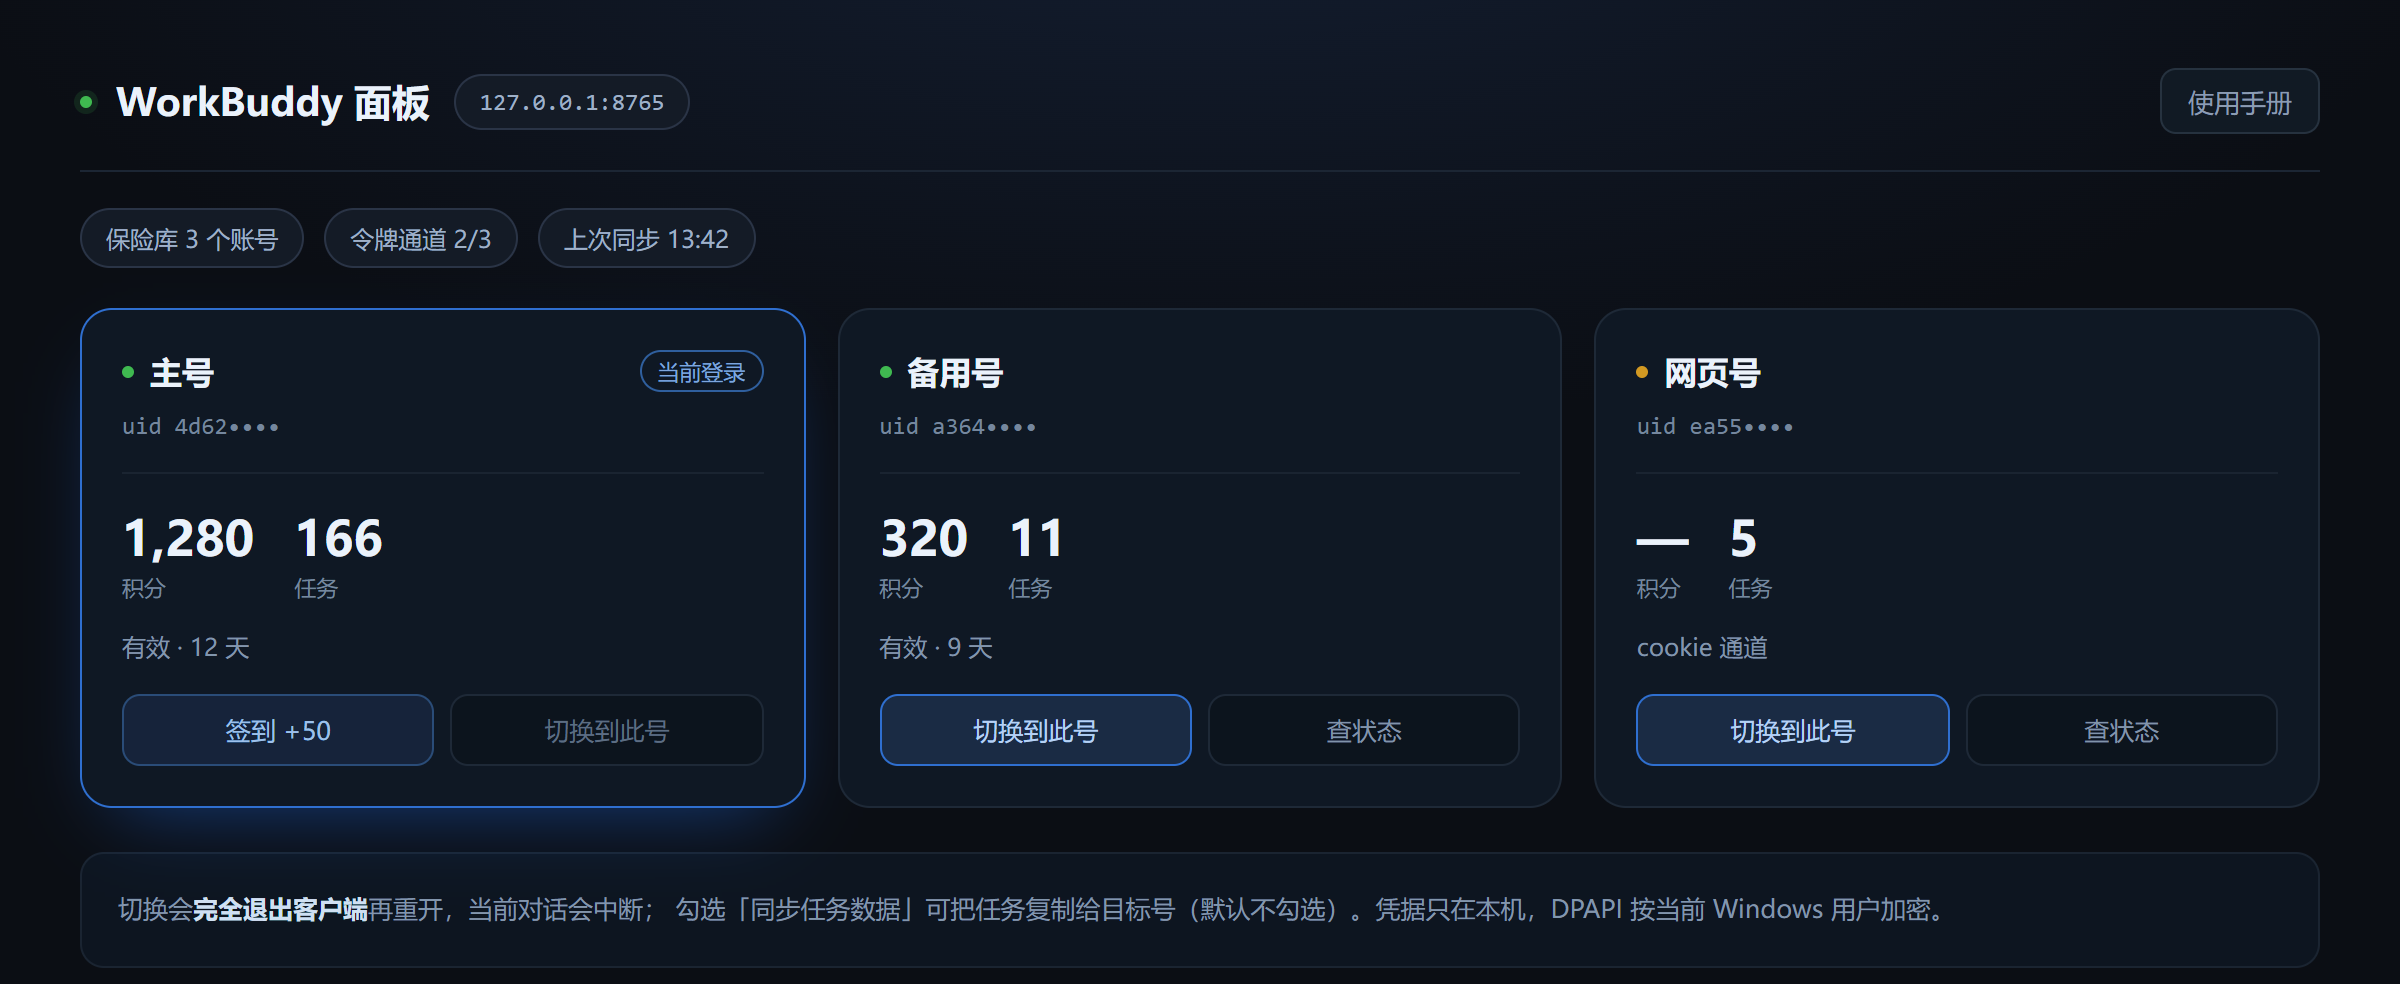 WorkBuddy 面板
127.0.0.1:8765
使用手册
保险库 3 个账号
令牌通道 2/3
上次同步 13:42
主号
当前登录
uid 4d62••••
1,280
166
积分
任务
有效 · 12 天
签到 +50
切换到此号
备用号
uid a364••••
320
11
积分
任务
有效 · 9 天
切换到此号
查状态
网页号
uid ea55••••
—
5
积分
任务
cookie 通道
切换到此号
查状态
切换会完全退出客户端再重开，当前对话会中断； 勾选「同步任务数据」可把任务复制给目标号（默认不勾选）。凭据只在本机，DPAPI 按当前 Windows 用户加密。